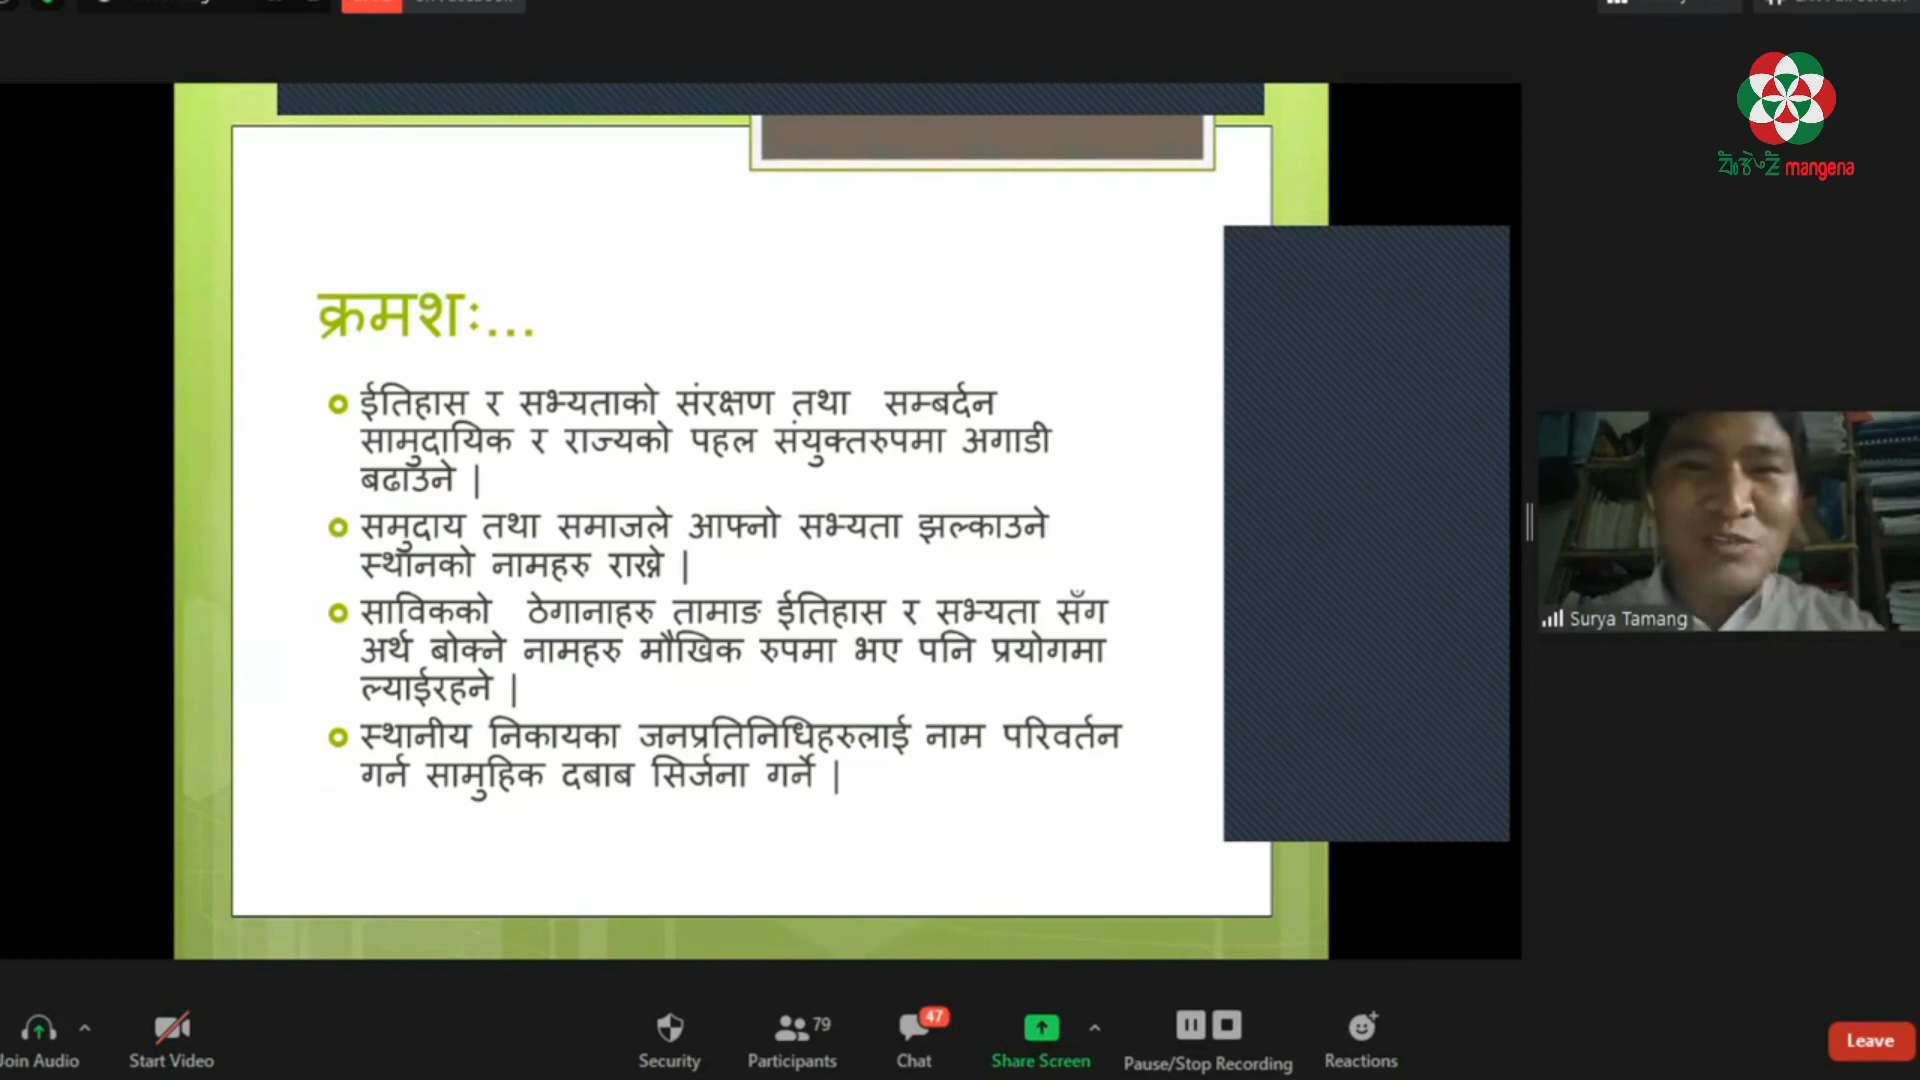 mangena
क्रमशः...
ईतिहास र सभ्यताको संरक्षण तथा सम्बर्दन
सामुदायिक र राज्यको पहल संयुक्तरुपमा अगाडी
बढाउने |
समुदाय तथा समाजले आफ्नो सभ्यता झल्काउने
स्थानको नामहरु राख्ने |
साविकको ठेगानाहरु तामाङ ईतिहास र सभ्यता सँग
अर्थ बोक्ने नामहरु मौखिक रुपमा भए पनि प्रयोगमा
ल्याईरहने |
स्थानीय निकायका जनप्रतिनिधिहरुलाई नाम परिवर्तन
गर्न सामुहिक दबाब सिर्जना गर्ने |
Surya Tamang
79
47
Join Audio
Start Video
Security
Participants
Chat
Share Screen
Pause/Stop Recording
Reactions
Leave